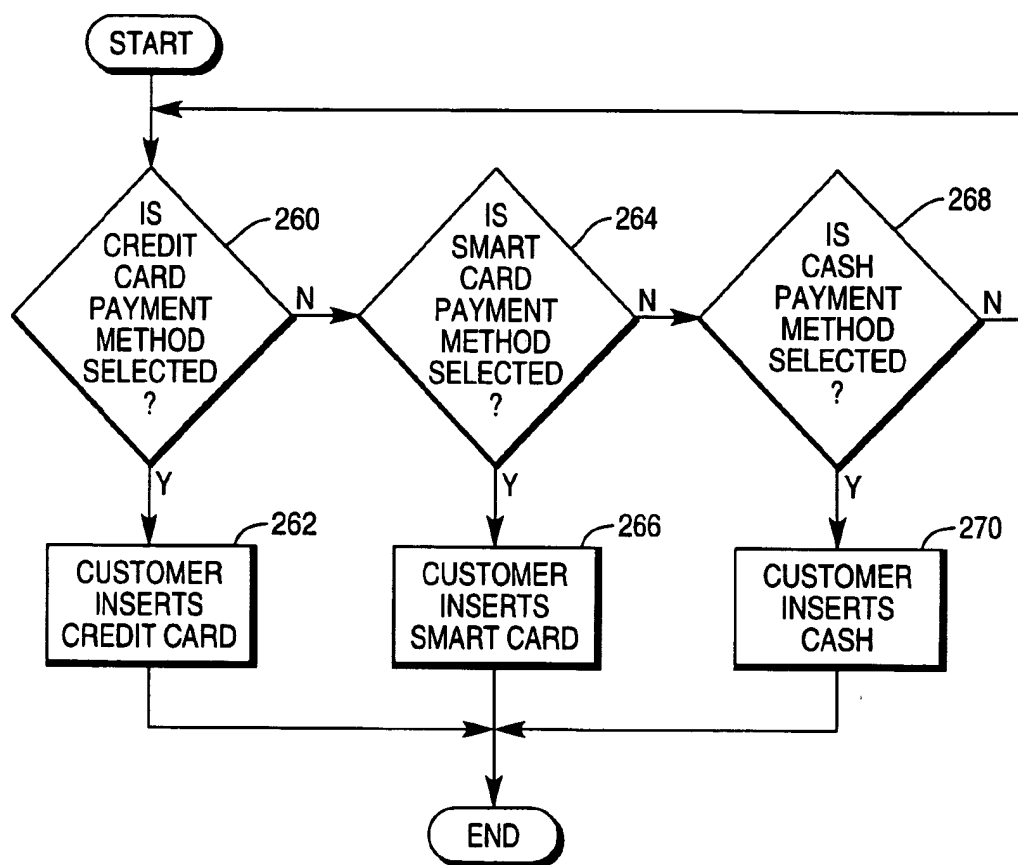 START
IS
CREDIT
CARD
PAYMENT
METHOD
SELECTED
?
260
N
Y
IS
SMART
CARD
PAYMENT
METHOD
SELECTED
?
264
N
Y
IS
CASH
PAYMENT
METHOD
SELECTED
?
268
N
Y
CUSTOMER
INSERTS
CREDIT CARD
262
CUSTOMER
INSERTS
SMART CARD
266
CUSTOMER
INSERTS
CASH
270
END